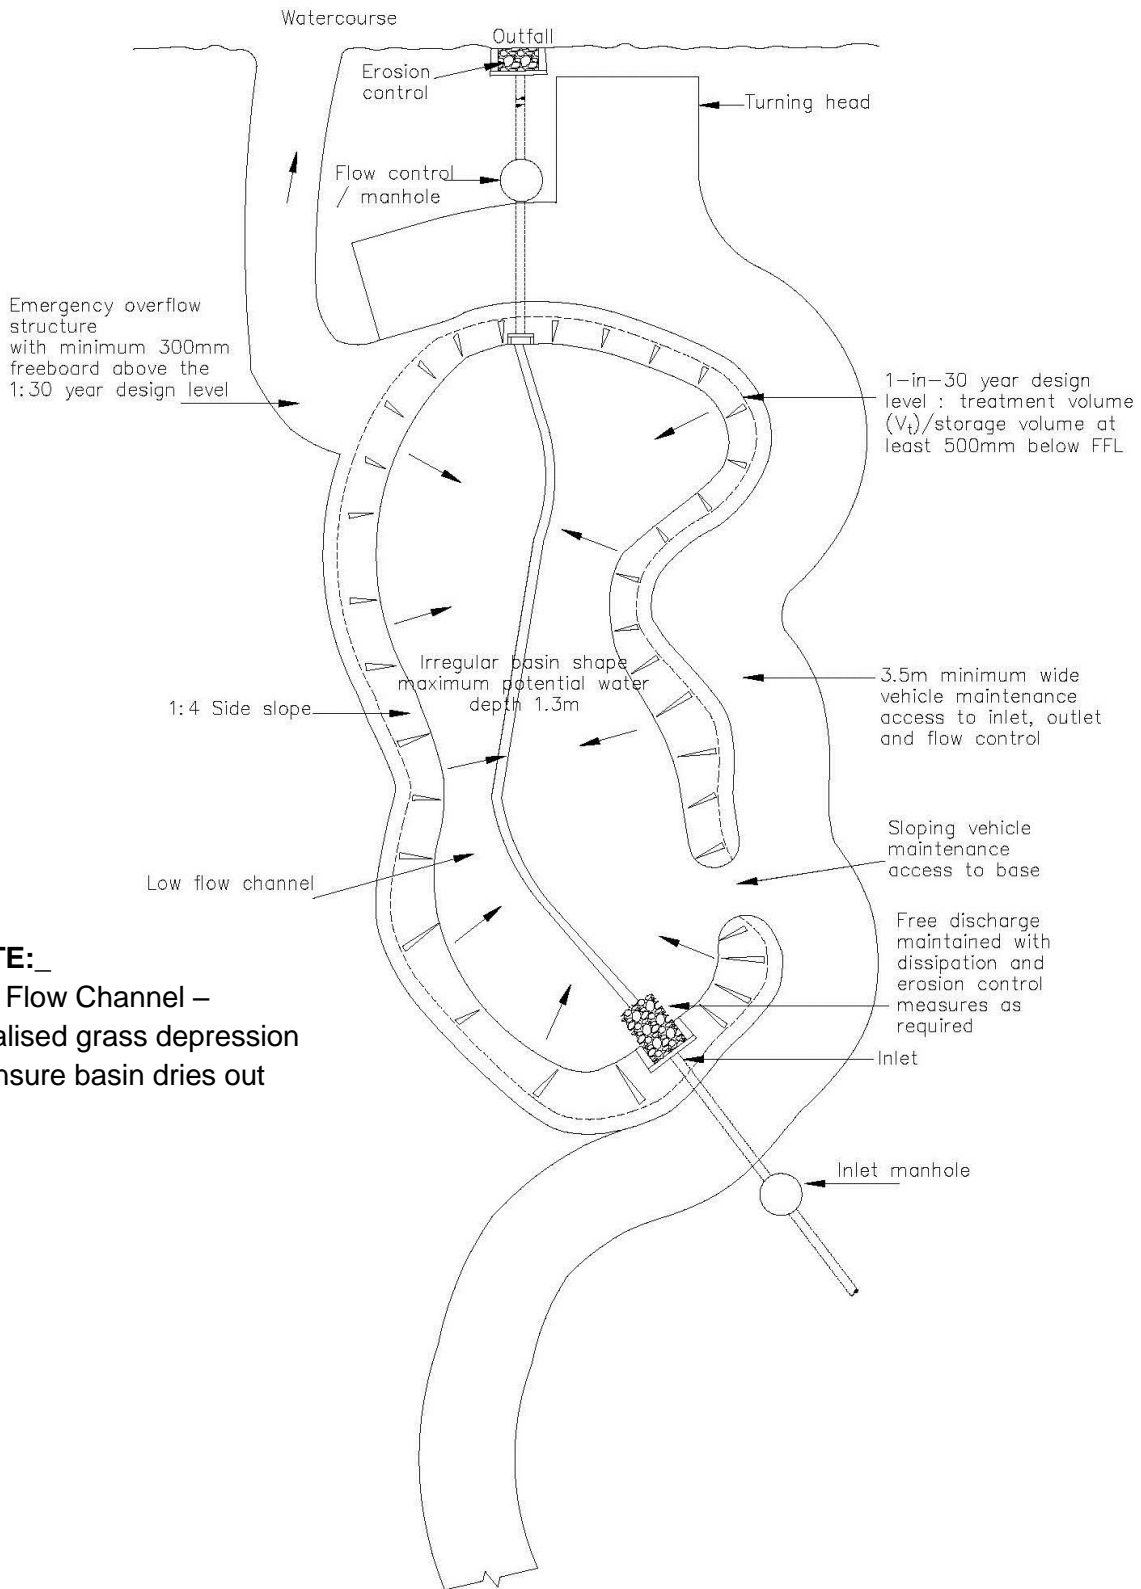 Watercourse
Outfall
Erosion
control
Turning head
Flow control
/ manhole
Emergency overflow
structure
with minimum 300mm
freeboard above the
1:30 year design level
1-in-30 year design
level : treatment volume
(Vt)/storage volume at
least 500mm below FFL
Irregular basin shape
maximum potential water
depth 1.3m
3.5m minimum wide
vehicle maintenance
access to inlet, outlet
and flow control
1:4 Side slope
Sloping vehicle
maintenance
access to base
Low flow channel
Free discharge
maintained with
dissipation and
erosion control
measures as
required
TE:_
Flow Channel –
alised grass depression
nsure basin dries out
Inlet
Inlet manhole